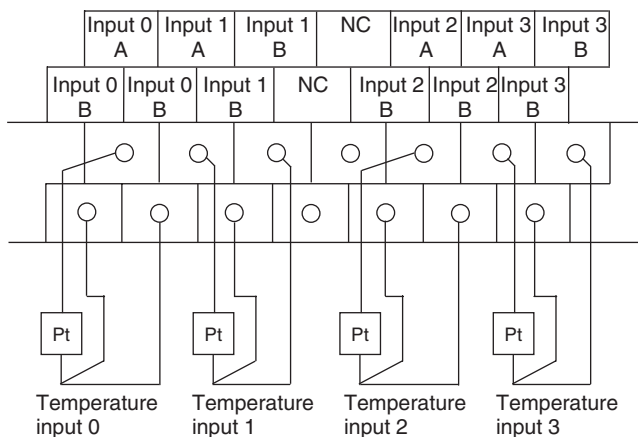 Input 0 Input 1 Input 1 NC Input 2 Input 3 Input 3
A A B A A B
Input 0 Input 0 Input 1 NC Input 2 Input 2 Input 3
B B B B B B
Pt Pt Pt Pt
Temperature Temperature Temperature Temperature
input 0 input 1 input 2 input 3